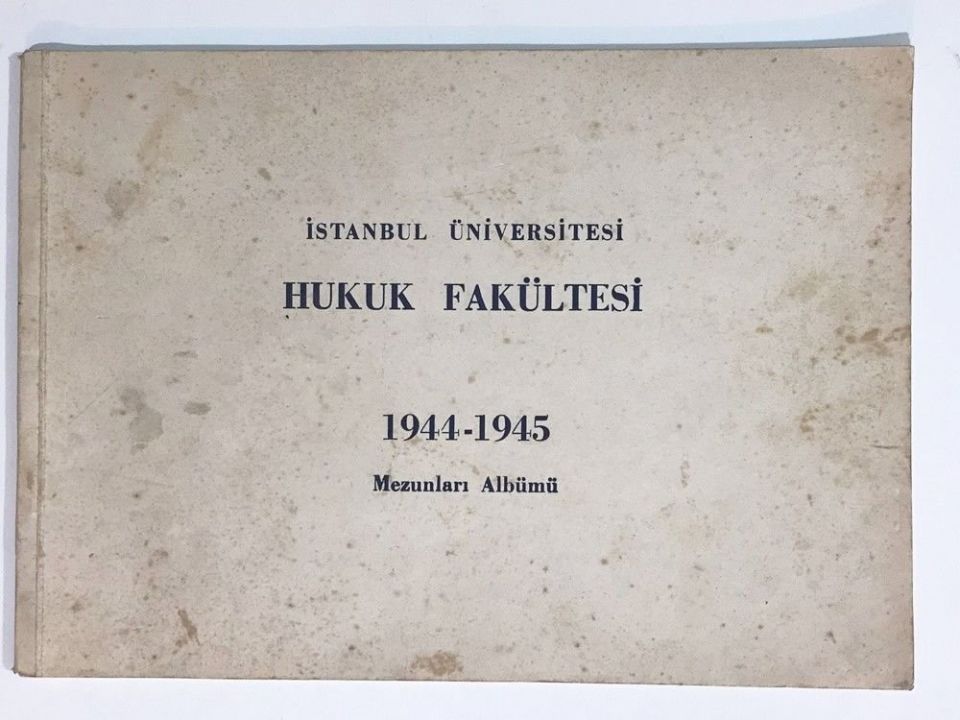 İSTANBUL ÜNİVERSİTESİ
HUKUK FAKÜLTESİ
1944-1945
Mezunları Albümü